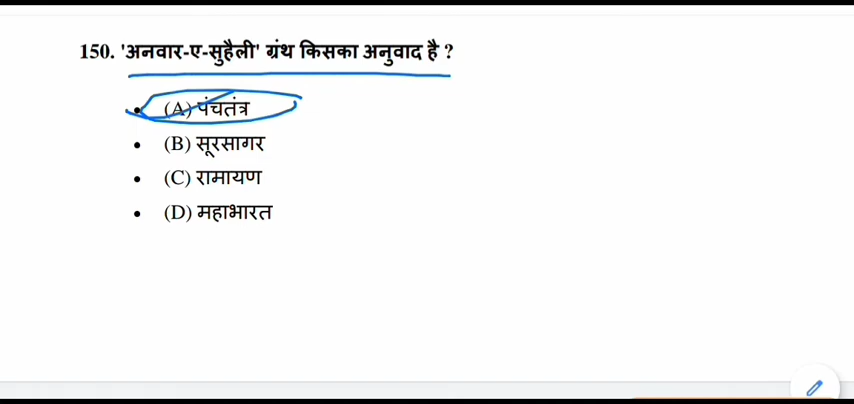 150. 'अनवार-ए-सुहैली' ग्रंथ किसका अनुवाद है ?
• (A) पंचतंत्र
• (B) सूरसागर
• (C) रामायण
• (D) महाभारत